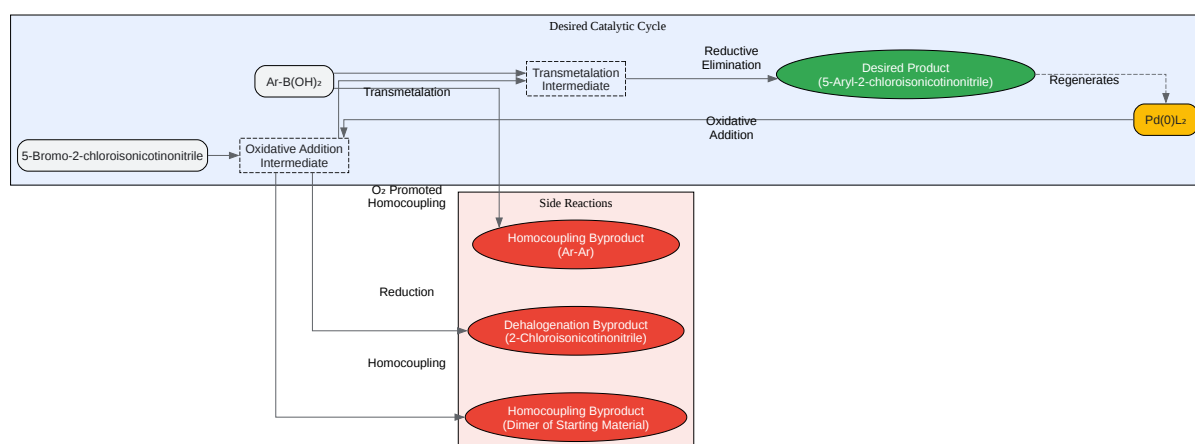 Desired Catalytic Cycle
Ar-B(OH)₂
Transmetalation
Transmetalation
Intermediate
Reductive
Elimination
Desired Product
(5-Aryl-2-chloroisonicotinonitrile)
Regenerates
Pd(0)L₂
Oxidative
Addition
5-Bromo-2-chloroisonicotinonitrile
Oxidative Addition
Intermediate
O₂ Promoted
Homocoupling
Side Reactions
Homocoupling Byproduct
(Ar-Ar)
Reduction
Dehalogenation Byproduct
(2-Chloroisonicotinonitrile)
Homocoupling
Homocoupling Byproduct
(Dimer of Starting Material)